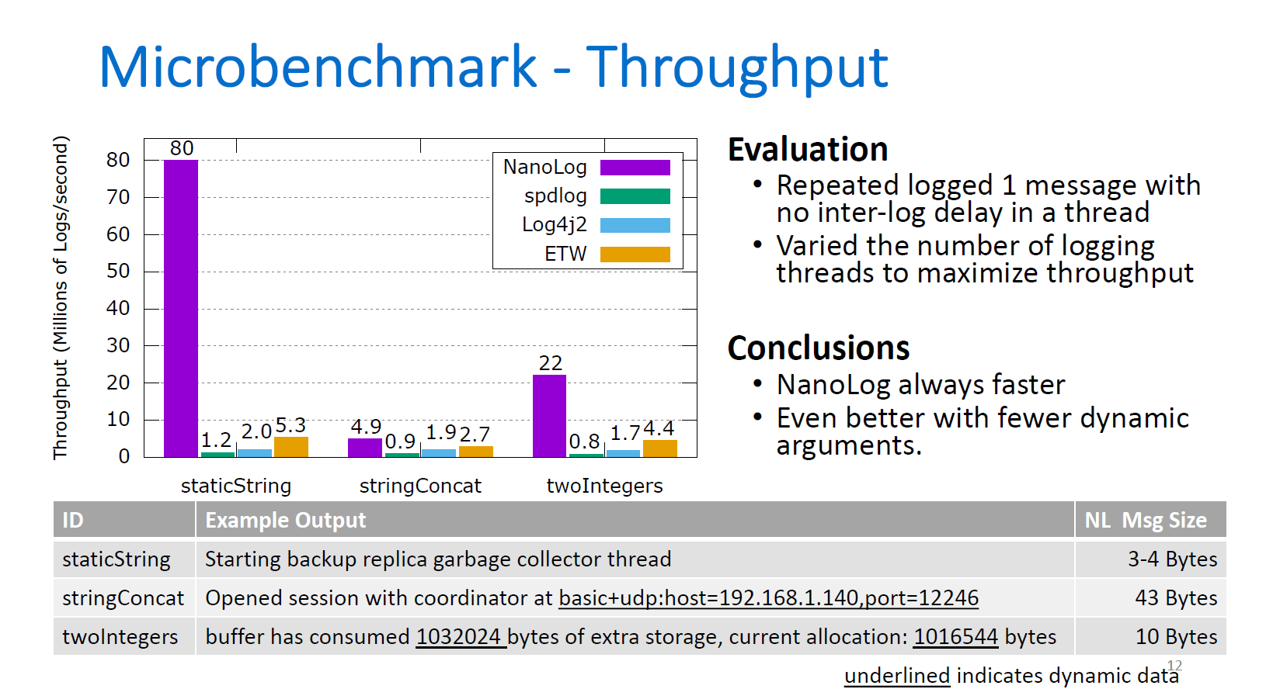 Microbenchmark - Throughput
Throughput (Millions of Logs/second)
80
70
60
50
40
30
20
10
0
NanoLog
spdlog
Log4j2
ETW
80
1.2
2.0
5.3
4.9
0.9
1.9
2.7
22
0.8
1.7
4.4
staticString
stringConcat
twoIntegers
Evaluation
• Repeated logged 1 message with
no inter-log delay in a thread
• Varied the number of logging
threads to maximize throughput
Conclusions
• NanoLog always faster
• Even better with fewer dynamic
arguments.
ID Example Output NL Msg Size
staticString Starting backup replica garbage collector thread 3-4 Bytes
stringConcat Opened session with coordinator at basic+udp:host=192.168.1.140,port=12246 43 Bytes
twoIntegers buffer has consumed 1032024 bytes of extra storage, current allocation: 1016544 bytes 10 Bytes
underlined indicates dynamic data
12